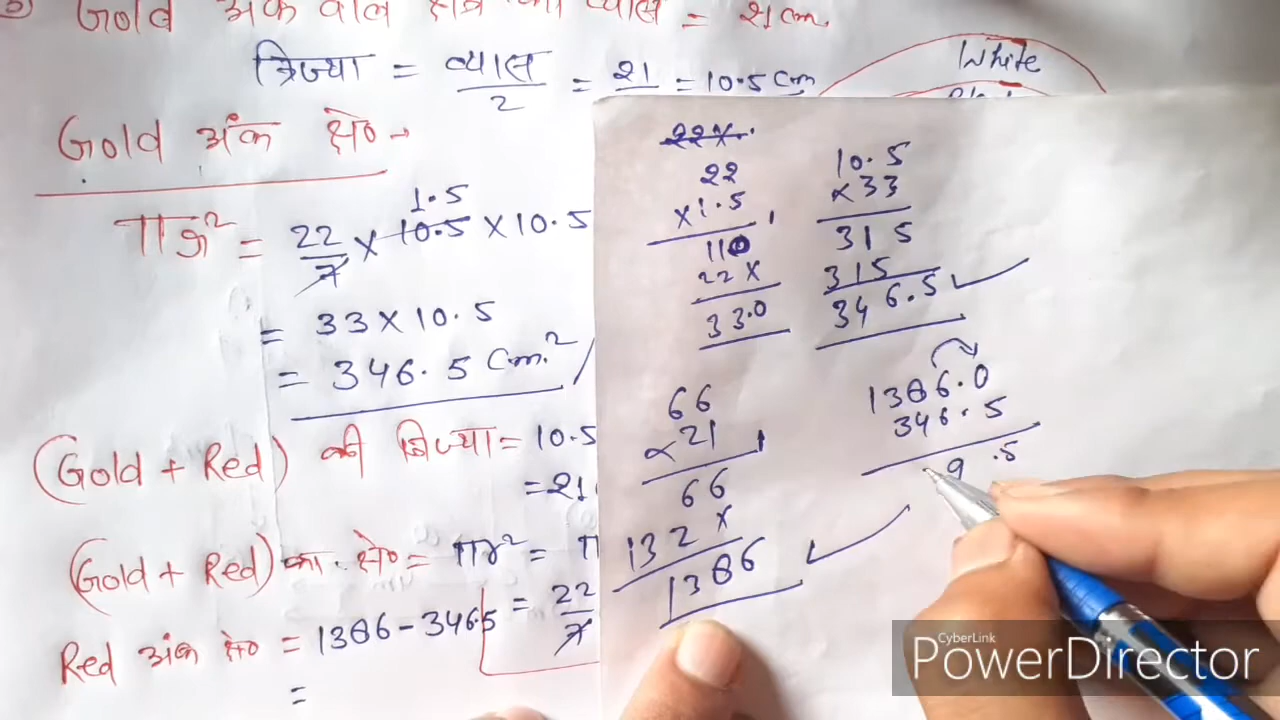 Gold अंक वाले क्षेत्र का व्यास = 21 cm.
त्रिज्या = व्यास/2 = 21/ = 10.5 cm
White
Gold अंक क्षे० →
πr² = 22/7 × 10.5 × 10.5
1.5
= 33 × 10.5
= 346.5 Cm.²/
(Gold + Red) की त्रिज्या = 10.5
= 21
(Gold + Red) का क्षे० = πr² = π
= 22/7
Red अंक क्षे० = 1386 - 346.5
=
22 ×.
22
× 1.5
110
22 ×
33.0
10.5
× 33
315
315
346.5
66
× 21
66
132 ×
1386
1386.0
346.5
9 .5
CyberLink
PowerDirector